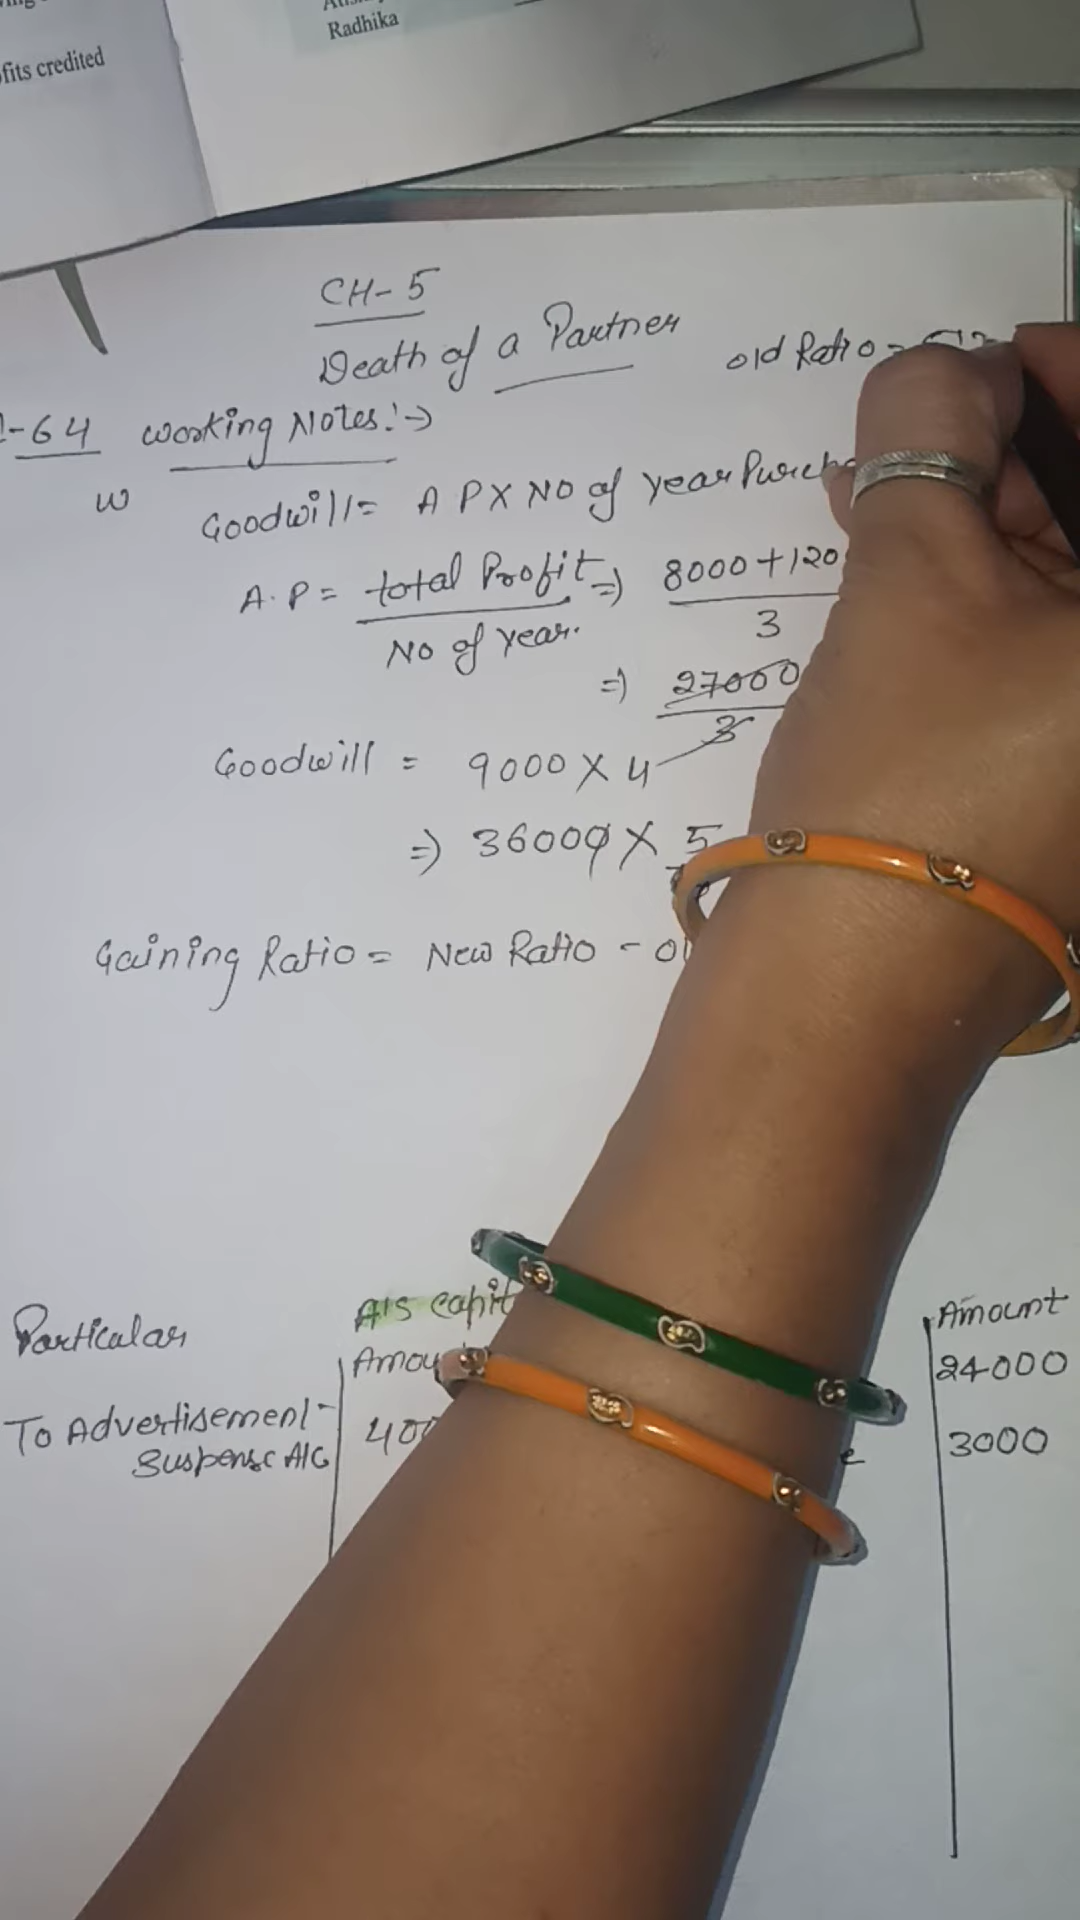 fits credited
Radhika
CH-5
Death of a Partner
old Ratio =
-64 Working Notes:→
Goodwill = A P X NO of year Purch
A.P = total Profit => 8000+120
No of year. 3
=> 27000
3
Goodwill = 9000 X 4
=> 36000 X 5
Gaining Ratio = New Ratio - ol
A's capit
Particular Amou Amount
24000
To Advertisement- 400 3000
Suspense A/C